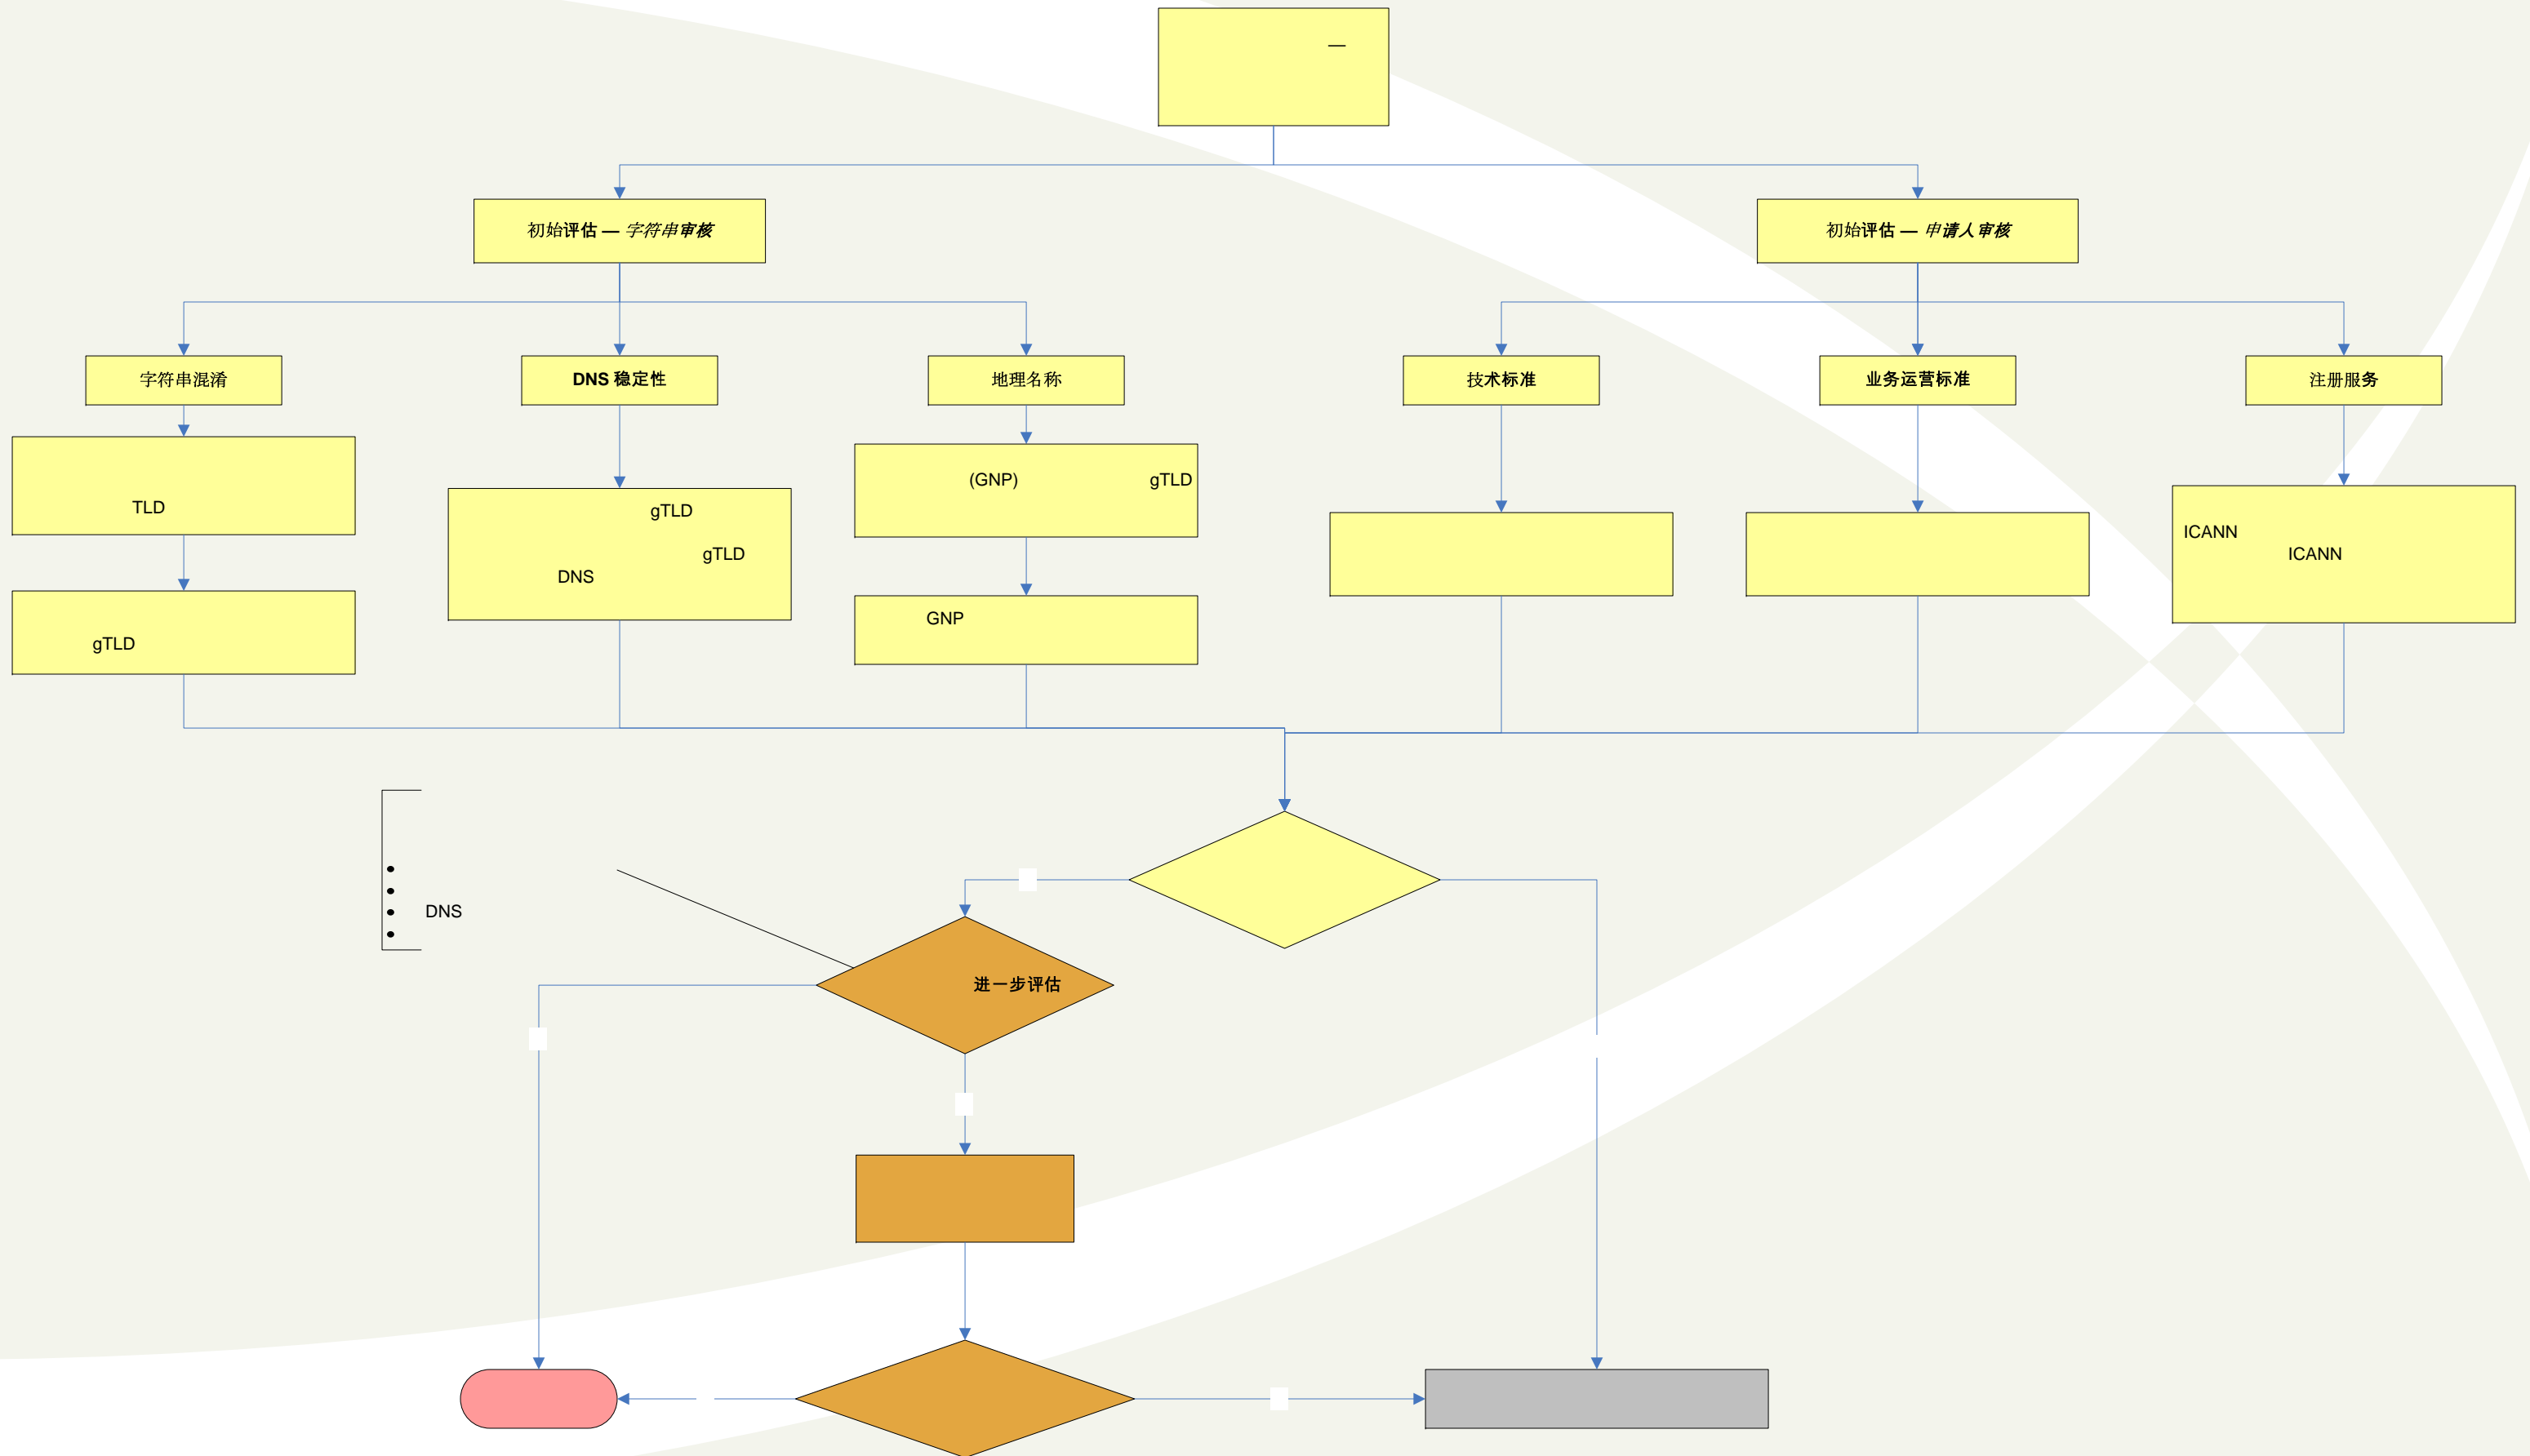 —
初始评估 — 字符串审核
初始评估 — 申请人审核
字符串混淆
DNS 稳定性
地理名称
技术标准
业务运营标准
注册服务
TLD
gTLD
gTLD
gTLD
DNS
(GNP) gTLD
GNP
ICANN
ICANN
•
•
• DNS
•
进一步评估